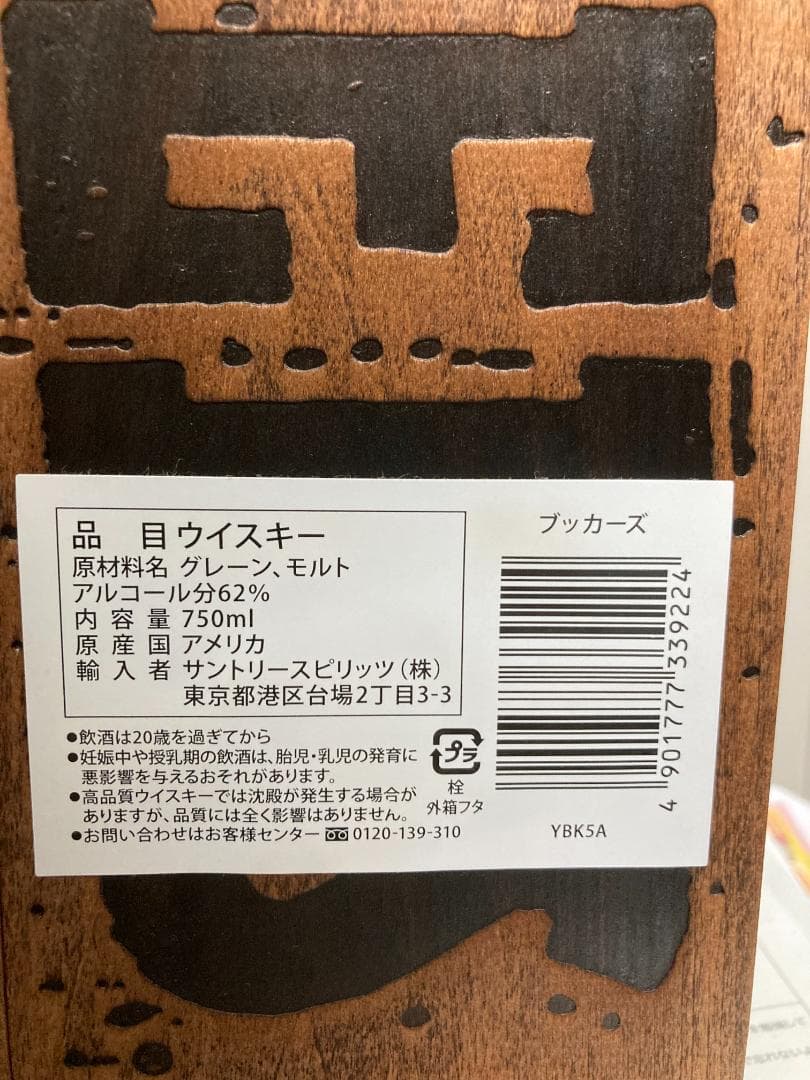 品目 ウイスキー
原材料名 グレーン、モルト
アルコール分62%
内容量 750ml
原産国 アメリカ
輸入者 サントリースピリッツ(株)
東京都港区台場2丁目3-3
●飲酒は20歳を過ぎてから
●妊娠中や授乳期の飲酒は、胎児・乳児の発育に
悪影響を与えるおそれがあります。
●高品質ウイスキーでは沈殿が発生する場合が
ありますが、品質には全く影響はありません。
●お問い合わせはお客様センター 0120-139-310
プラ
栓
外箱フタ
ブッカーズ
4 901777 339224
YBK5A